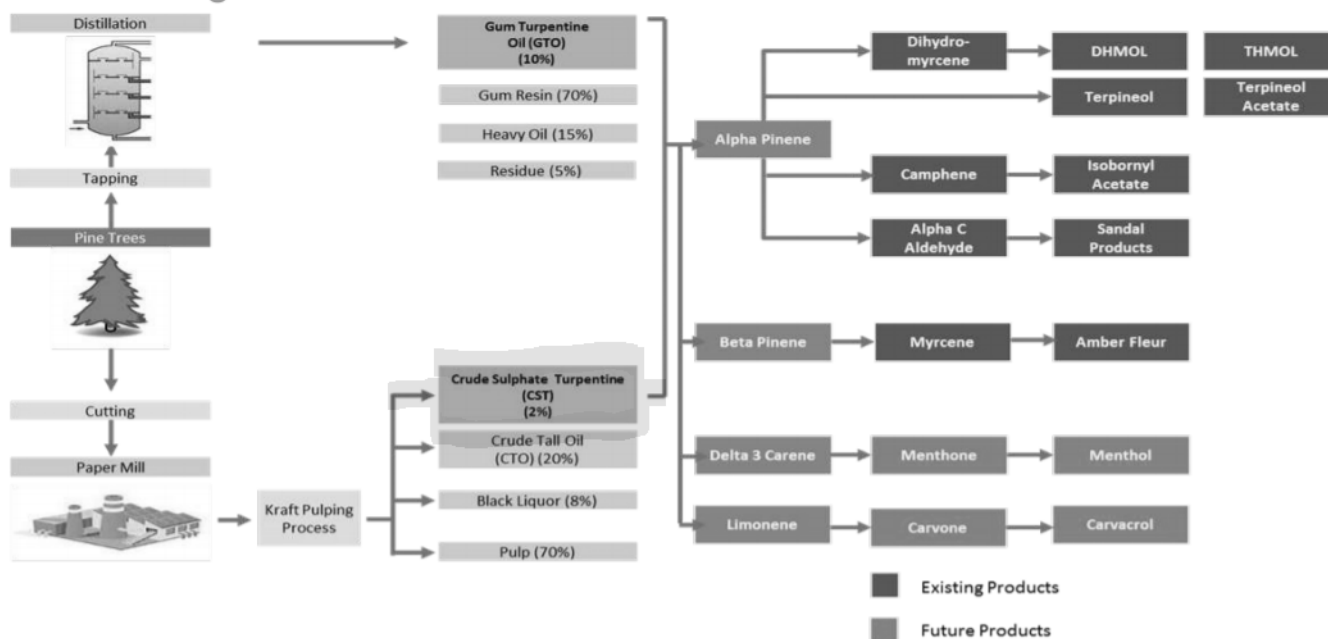 Distillation
Tapping
Pine Trees
Cutting
Paper Mill
Kraft Pulping
Process
Gum Turpentine
Oil (GTO)
(10%)
Gum Resin (70%)
Heavy Oil (15%)
Residue (5%)
Crude Sulphate Turpentine
(CST)
(2%)
Crude Tall Oil
(CTO) (20%)
Black Liquor (8%)
Pulp (70%)
Alpha Pinene
Beta Pinene
Delta 3 Carene
Limonene
Dihydro-
myrcene
DHMOL
THMOL
Terpineol
Terpineol
Acetate
Camphene
Isobornyl
Acetate
Alpha C
Aldehyde
Sandal
Products
Myrcene
Amber Fleur
Menthone
Menthol
Carvone
Carvacrol
Existing Products
Future Products